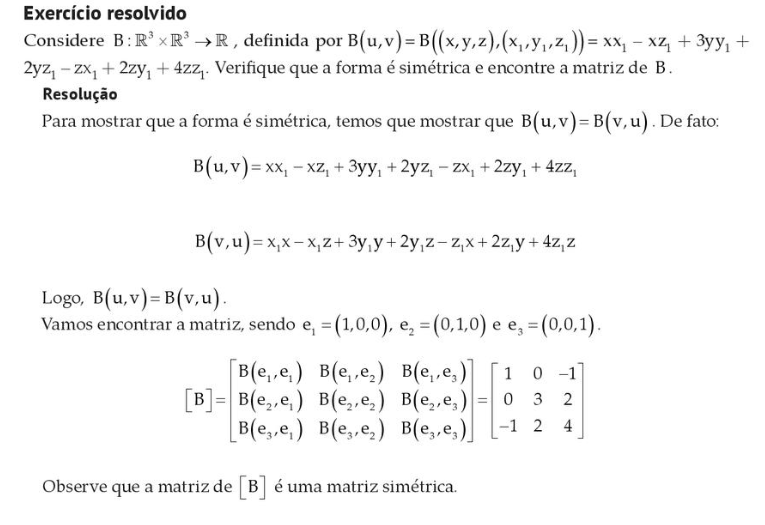 Exercício resolvido
Considere B:ℝ³×ℝ³→ℝ, definida por B(u,v)=B((x,y,z),(x₁,y₁,z₁))=xx₁−xz₁+3yy₁+
2yz₁−zx₁+2zy₁+4zz₁. Verifique que a forma é simétrica e encontre a matriz de B.
Resolução
Para mostrar que a forma é simétrica, temos que mostrar que B(u,v)=B(v,u). De fato:
B(u,v)=xx₁−xz₁+3yy₁+2yz₁−zx₁+2zy₁+4zz₁
B(v,u)=x₁x−x₁z+3y₁y+2y₁z−z₁x+2z₁y+4z₁z
Logo, B(u,v)=B(v,u).
Vamos encontrar a matriz, sendo e₁=(1,0,0), e₂=(0,1,0) e e₃=(0,0,1).
B(e₁,e₁) B(e₁,e₂) B(e₁,e₃) 1 0 −1
[B]= B(e₂,e₁) B(e₂,e₂) B(e₂,e₃) = 0 3 2
B(e₃,e₁) B(e₃,e₂) B(e₃,e₃) −1 2 4
Observe que a matriz de [B] é uma matriz simétrica.